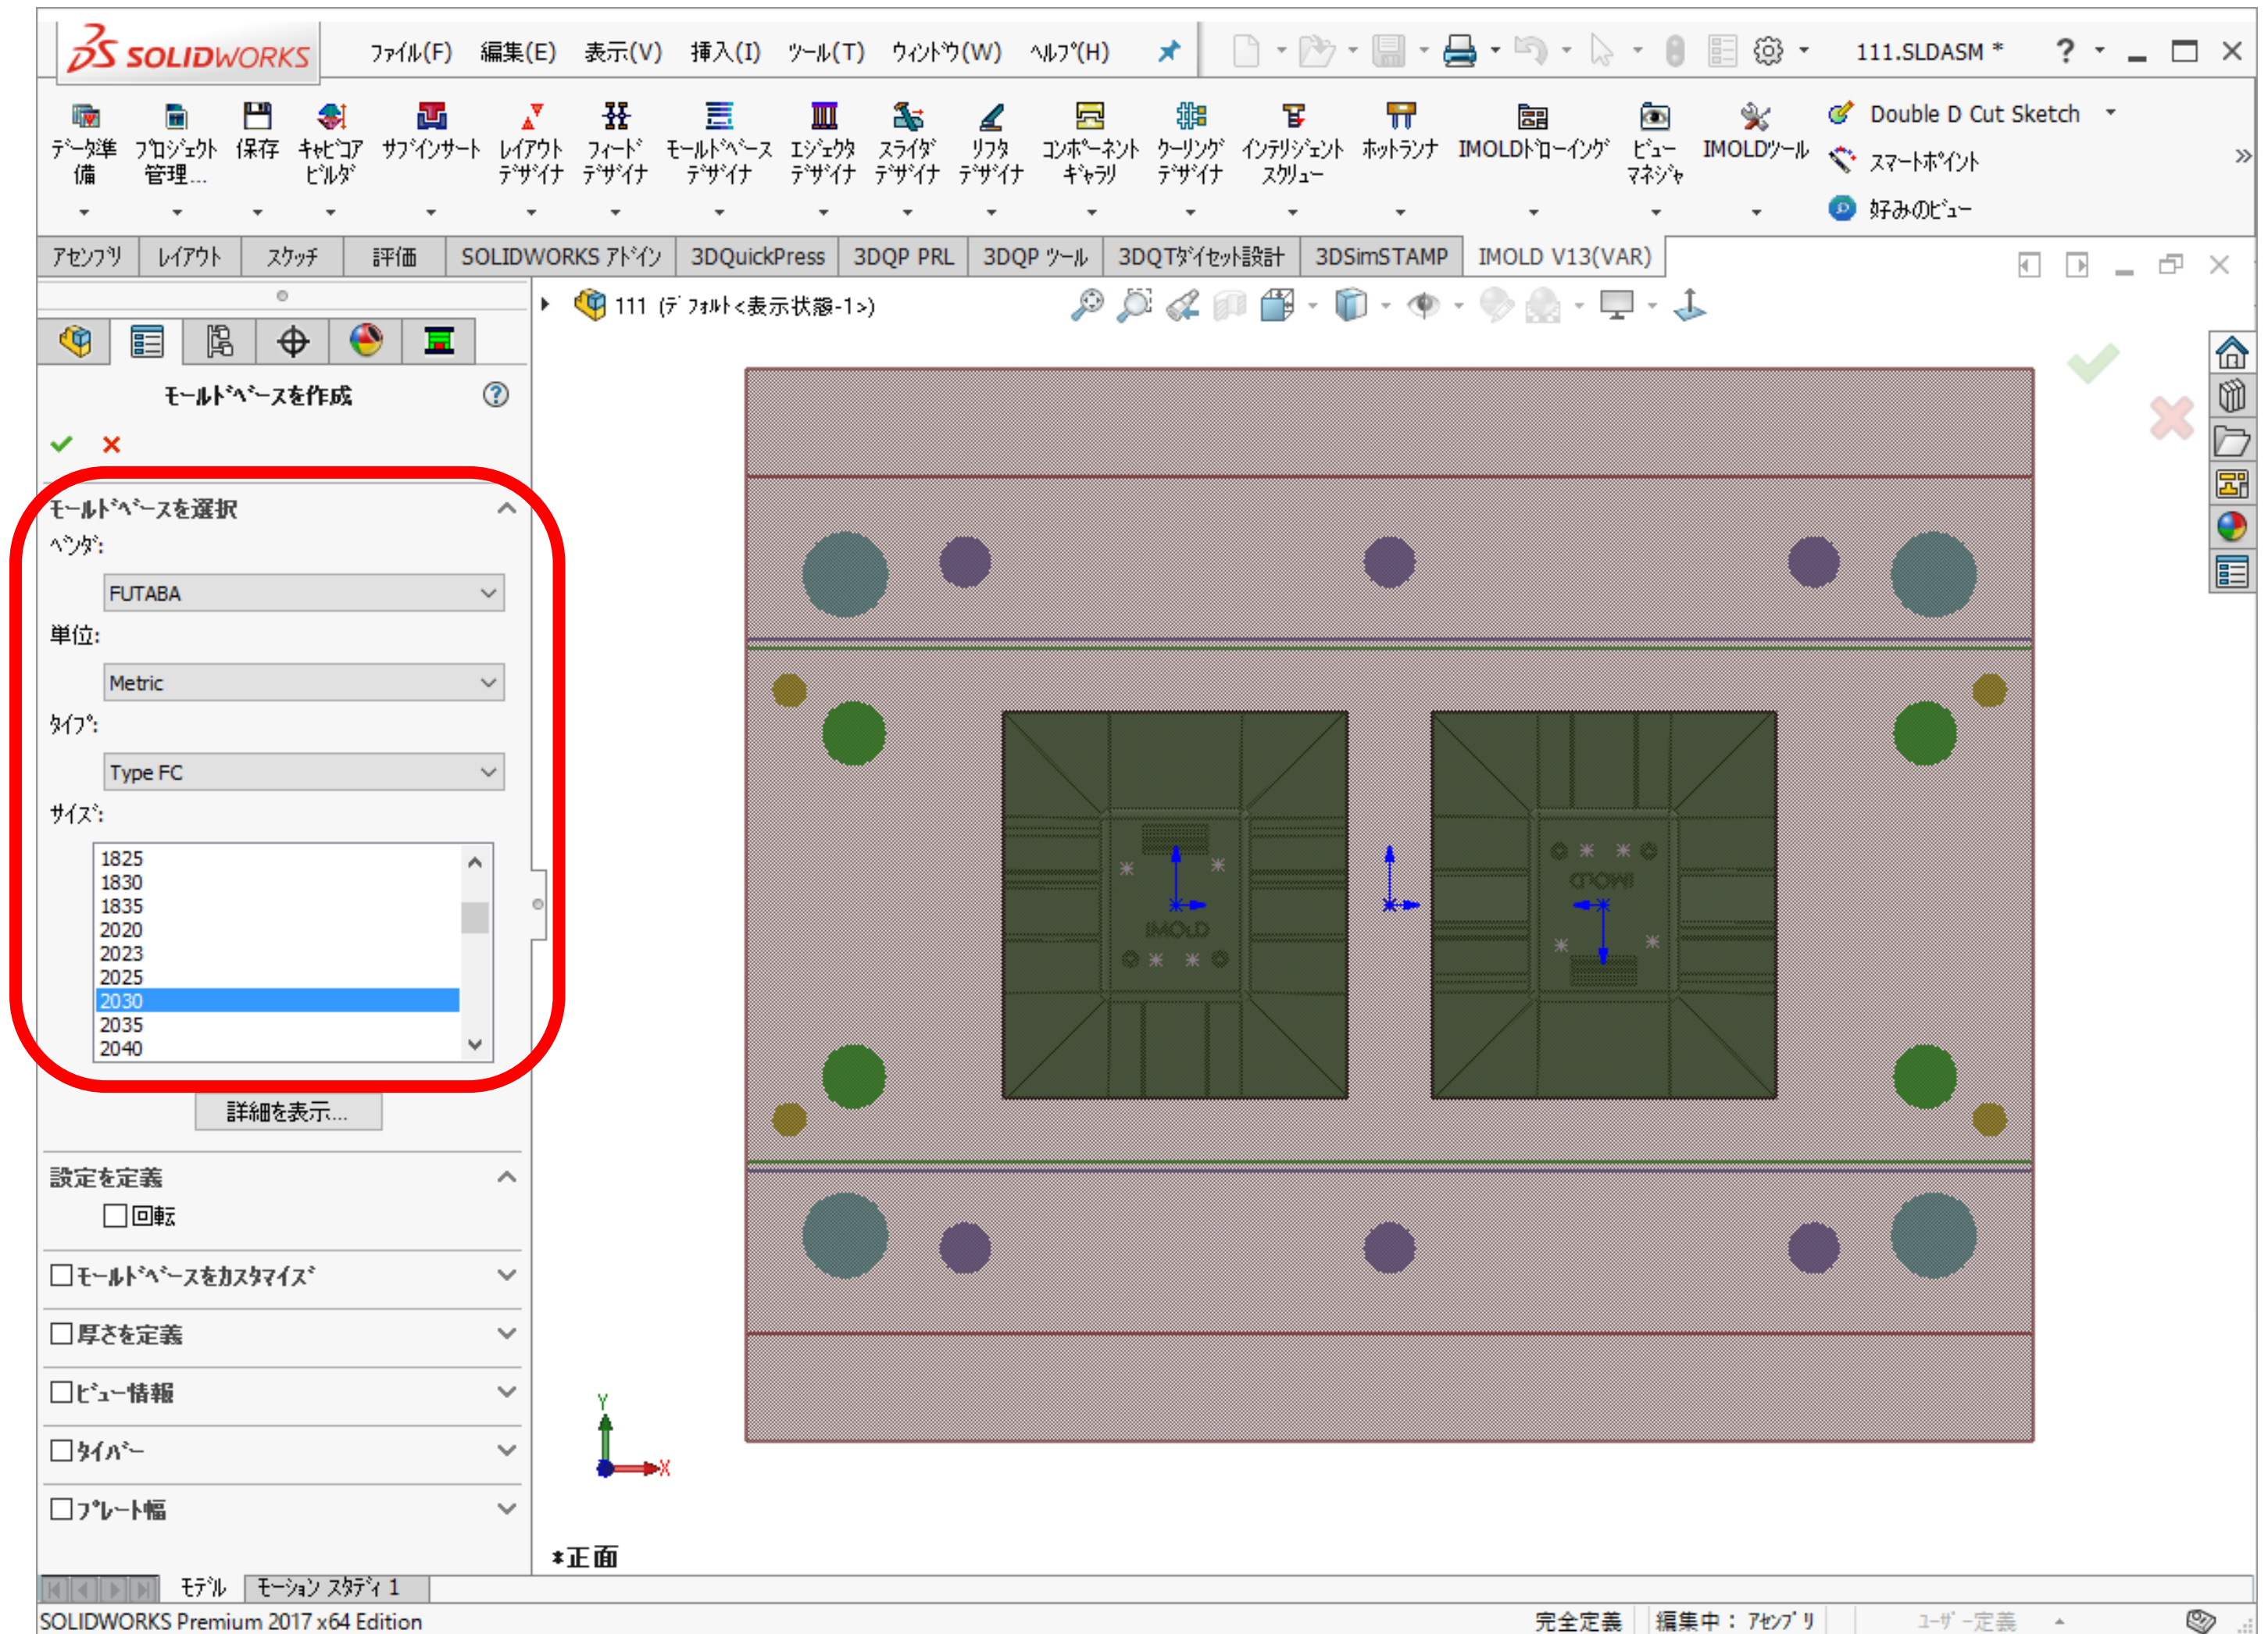 SOLIDWORKS ファイル(F) 編集(E) 表示(V) 挿入(I) ツール(T) ウィンドウ(W) ヘルプ(H) 111.SLDASM * ?
データ準備 プロジェクト管理... 保存 キャビコアビルダ サブインサート レイアウトデザイナ フィードデザイナ モールドベースデザイナ エジェクタデザイナ スライダデザイナ リフタデザイナ コンポーネントギャラリ クーリングデザイナ インテリジェントスクリュー ホットランナ IMOLDドローイング ビューマネジャ IMOLDツール
Double D Cut Sketch
スマートポイント
好みのビュー
アセンブリ レイアウト スケッチ 評価 SOLIDWORKS アドイン 3DQuickPress 3DQP PRL 3DQP ツール 3DQTダイセット設計 3DSimSTAMP IMOLD V13(VAR)
111 (デフォルト<表示状態-1>)
モールドベースを作成
モールドベースを選択
ベンダ:
FUTABA
単位:
Metric
タイプ:
Type FC
サイズ:
1825
1830
1835
2020
2023
2025
2030
2035
2040
詳細を表示...
設定を定義
回転
モールドベースをカスタマイズ
厚さを定義
ビュー情報
タイバー
プレート幅
IMOLD
IMOLD
Y
X
*正面
モデル モーション スタディ 1
SOLIDWORKS Premium 2017 x64 Edition 完全定義 編集中： アセンブリ ユーザー定義